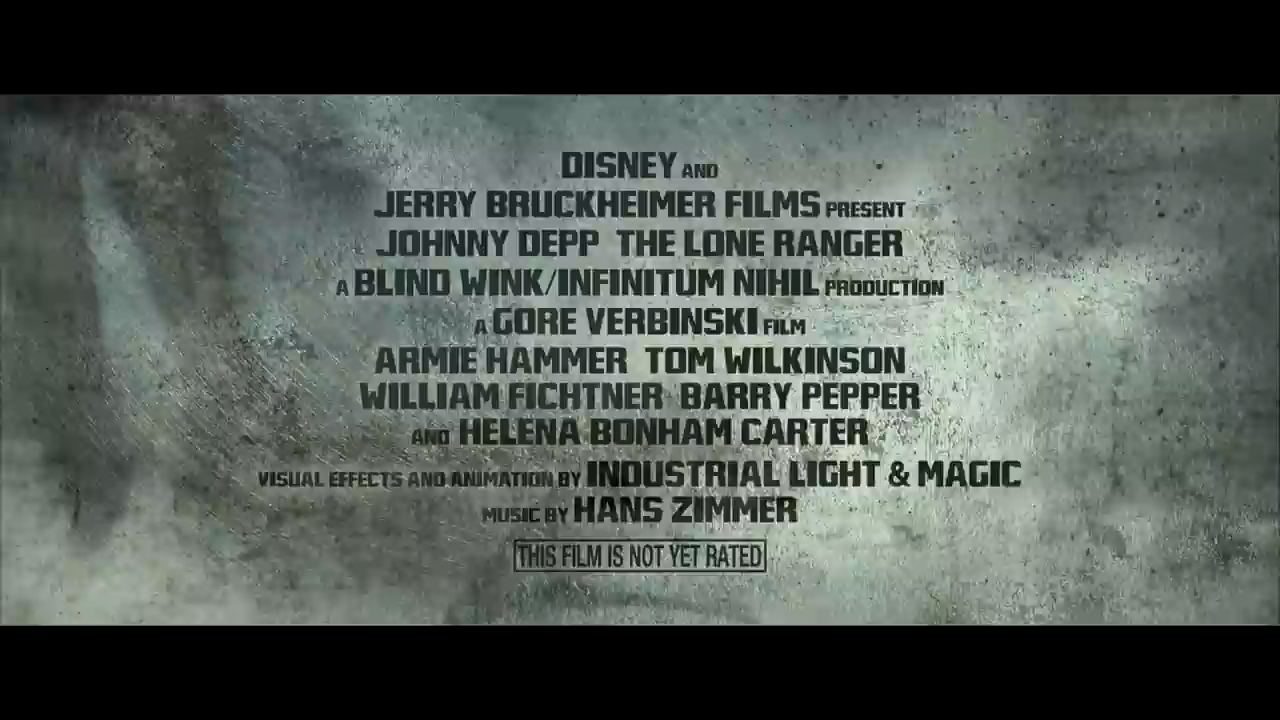 DISNEY AND
JERRY BRUCKHEIMER FILMS PRESENT
JOHNNY DEPP THE LONE RANGER
A BLIND WINK/INFINITUM NIHIL PRODUCTION
A GORE VERBINSKI FILM
ARMIE HAMMER TOM WILKINSON
WILLIAM FICHTNER BARRY PEPPER
AND HELENA BONHAM CARTER
VISUAL EFFECTS AND ANIMATION BY INDUSTRIAL LIGHT & MAGIC
MUSIC BY HANS ZIMMER
THIS FILM IS NOT YET RATED